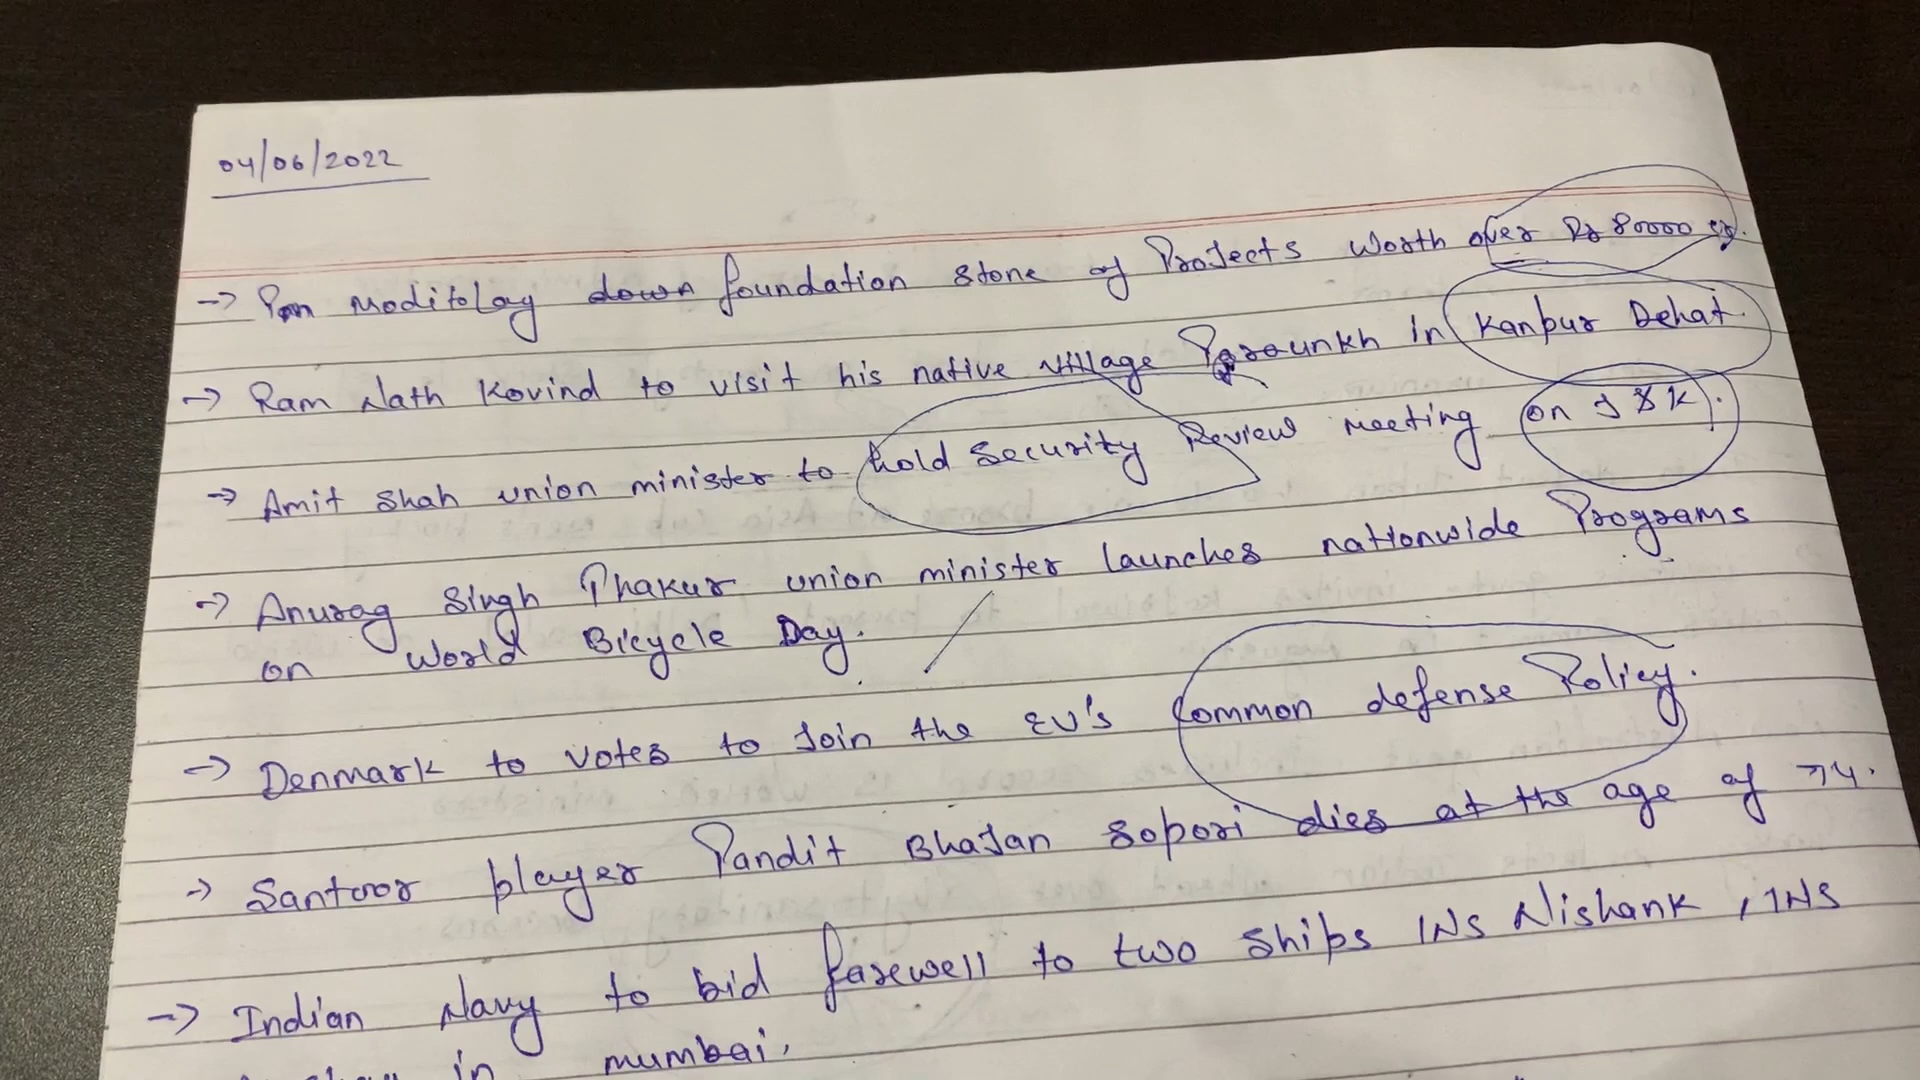 04/06/2022
-> Pm Modi to Lay down foundation stone of Projects worth over Rs 80000 cr.
-> Ram Nath Kovind to visit his native village Paraunkh in Kanpur Dehat.
-> Amit Shah union minister to hold Security Review meeting on J & K.
-> Anurag Singh Thakur union minister launches nationwide Programs
on World Bicycle Day.
-> Denmark to votes to Join the EU's Common defense Policy.
-> Santoor player Pandit Bhajan Sopori dies at the age of 74.
-> Indian Navy to bid farewell to two ships INS Nishank, INS
in mumbai.